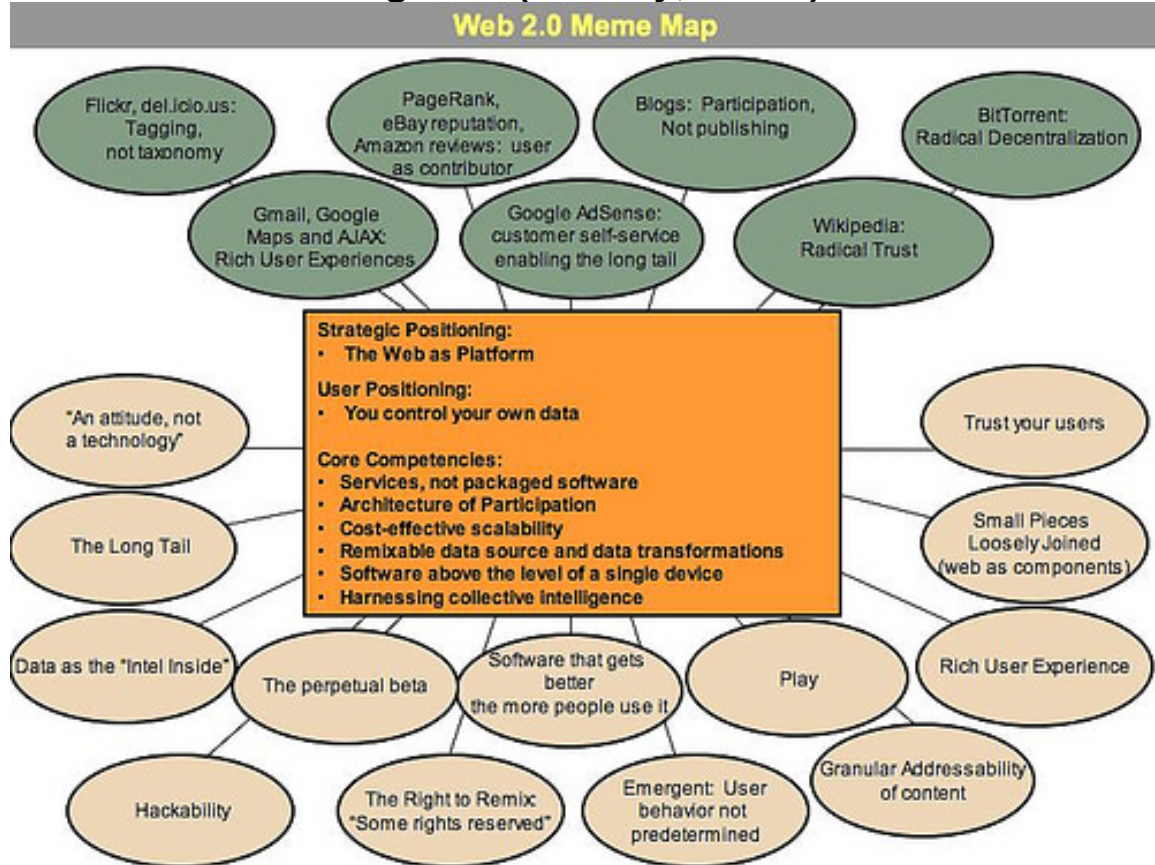 Web 2.0 Meme Map
Flickr, del.icio.us:
Tagging,
not taxonomy
PageRank,
eBay reputation,
Amazon reviews: user
as contributor
Blogs: Participation,
Not publishing
BitTorrent:
Radical Decentralization
Gmail, Google
Maps and AJAX:
Rich User Experiences
Google AdSense:
customer self-service
enabling the long tail
Wikipedia:
Radical Trust
Strategic Positioning:
• The Web as Platform
User Positioning:
• You control your own data
Core Competencies:
• Services, not packaged software
• Architecture of Participation
• Cost-effective scalability
• Remixable data source and data transformations
• Software above the level of a single device
• Harnessing collective intelligence
"An attitude, not
a technology"
Trust your users
The Long Tail
Small Pieces
Loosely Joined
(web as components)
Data as the "Intel Inside"
The perpetual beta
Software that gets
better
the more people use it
Play
Rich User Experience
Hackability
The Right to Remix:
"Some rights reserved"
Emergent: User
behavior not
predetermined
Granular Addressability
of content